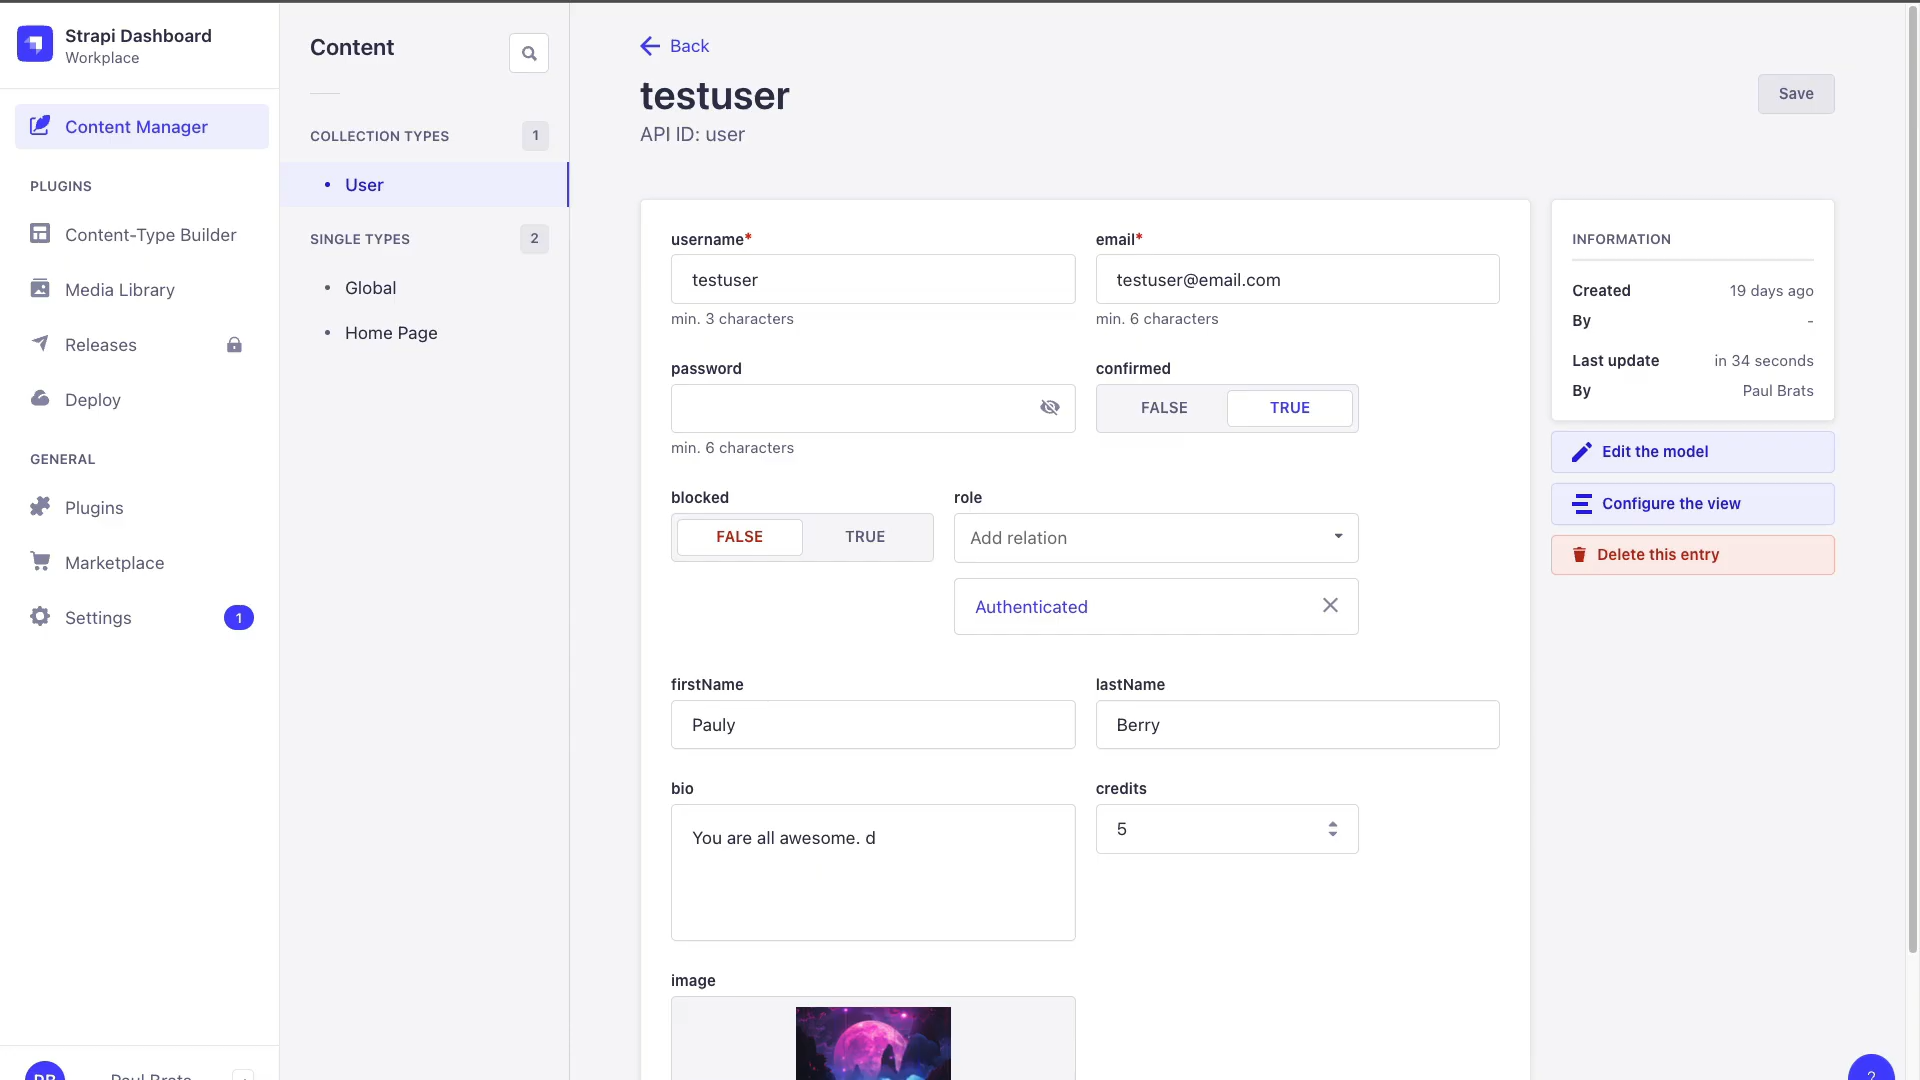 Strapi Dashboard
Workplace
Content Manager
PLUGINS
Content-Type Builder
Media Library
Releases
Deploy
GENERAL
Plugins
Marketplace
Settings
1
Content
COLLECTION TYPES
1
User
SINGLE TYPES
2
Global
Home Page
Back
testuser
API ID: user
Save
username*
testuser
min. 3 characters
email*
testuser@email.com
min. 6 characters
password
min. 6 characters
confirmed
FALSE
TRUE
blocked
FALSE
TRUE
role
Add relation
Authenticated
firstName
Pauly
lastName
Berry
bio
You are all awesome. d
credits
5
image
INFORMATION
Created
19 days ago
By
-
Last update
in 34 seconds
By
Paul Brats
Edit the model
Configure the view
Delete this entry
Paul Brats
?